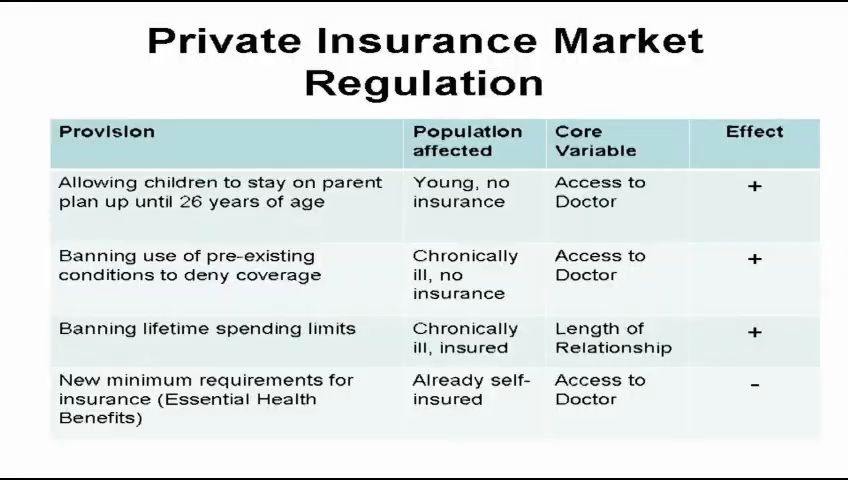 Private Insurance Market
Regulation
Provision
Population
affected
Core
Variable
Effect
Allowing children to stay on parent
plan up until 26 years of age
Young, no
insurance
Access to
Doctor
+
Banning use of pre-existing
conditions to deny coverage
Chronically
ill, no
insurance
Access to
Doctor
+
Banning lifetime spending limits
Chronically
ill, insured
Length of
Relationship
+
New minimum requirements for
insurance (Essential Health
Benefits)
Already self-
insured
Access to
Doctor
-